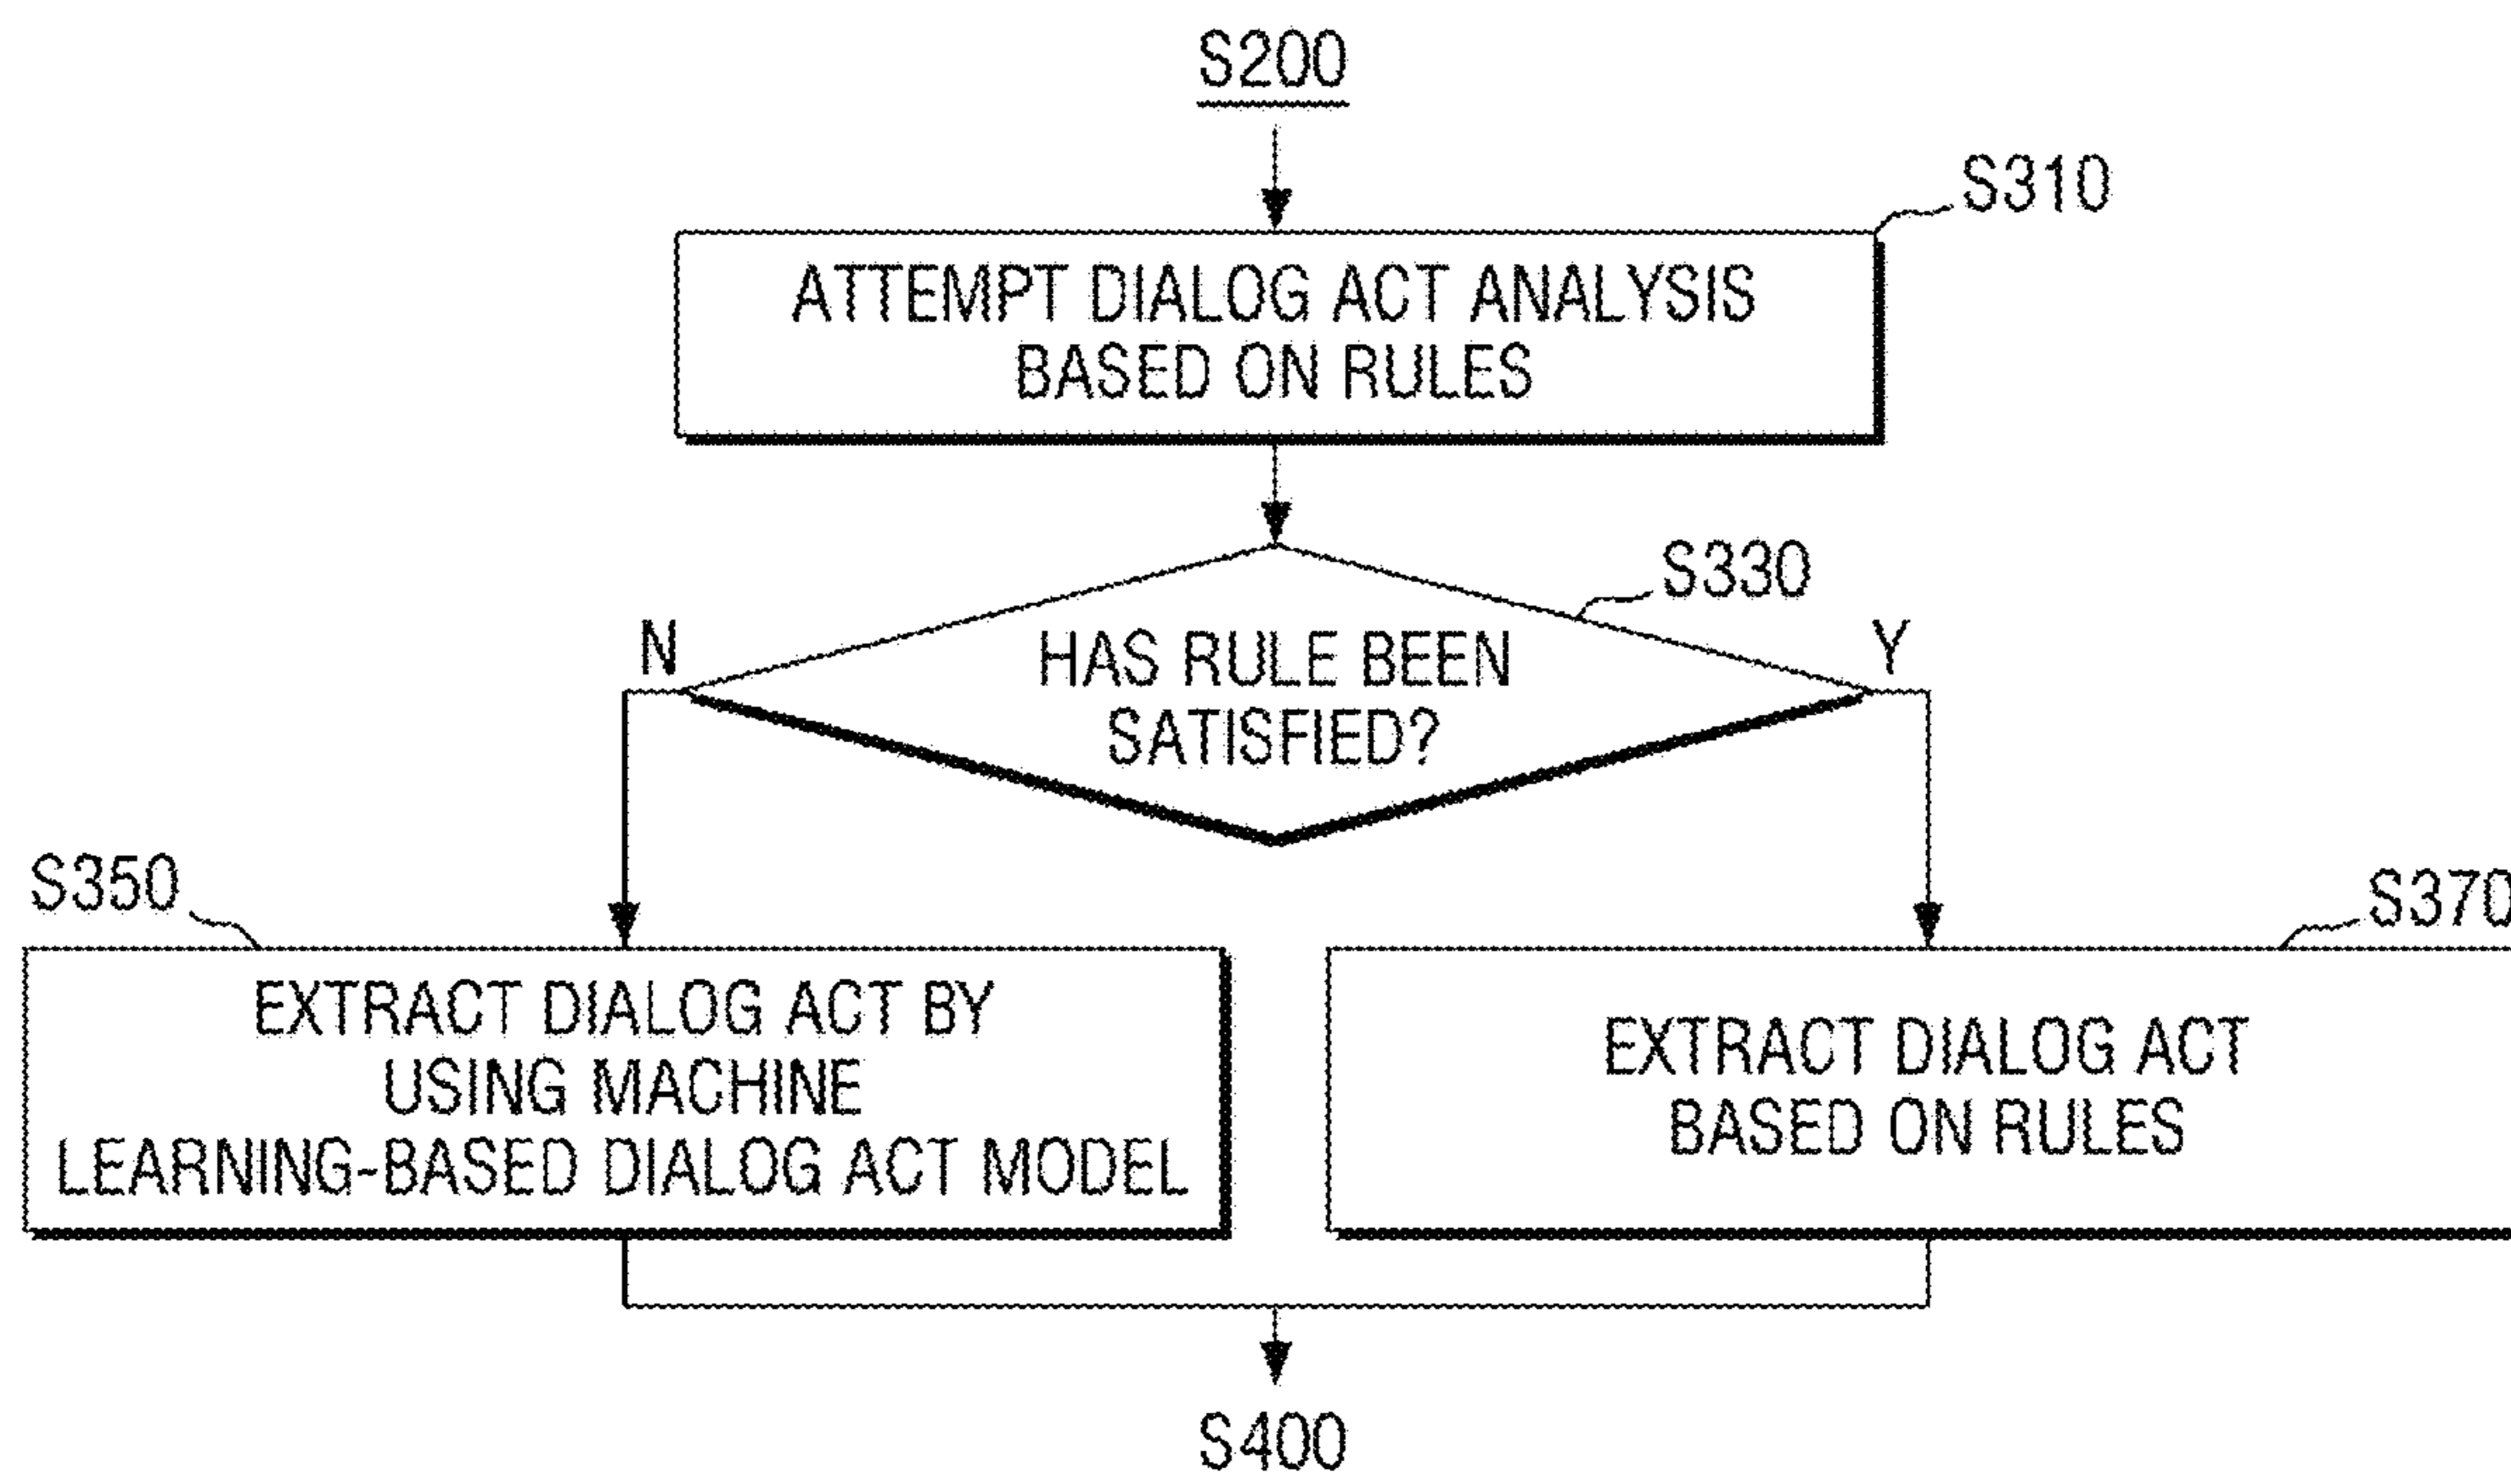 S200
S310
ATTEMPT DIALOG ACT ANALYSIS
BASED ON RULES
S330
N
Y
HAS RULE BEEN
SATISFIED?
S350
S370
EXTRACT DIALOG ACT BY
USING MACHINE
LEARNING-BASED DIALOG ACT MODEL
EXTRACT DIALOG ACT
BASED ON RULES
S400